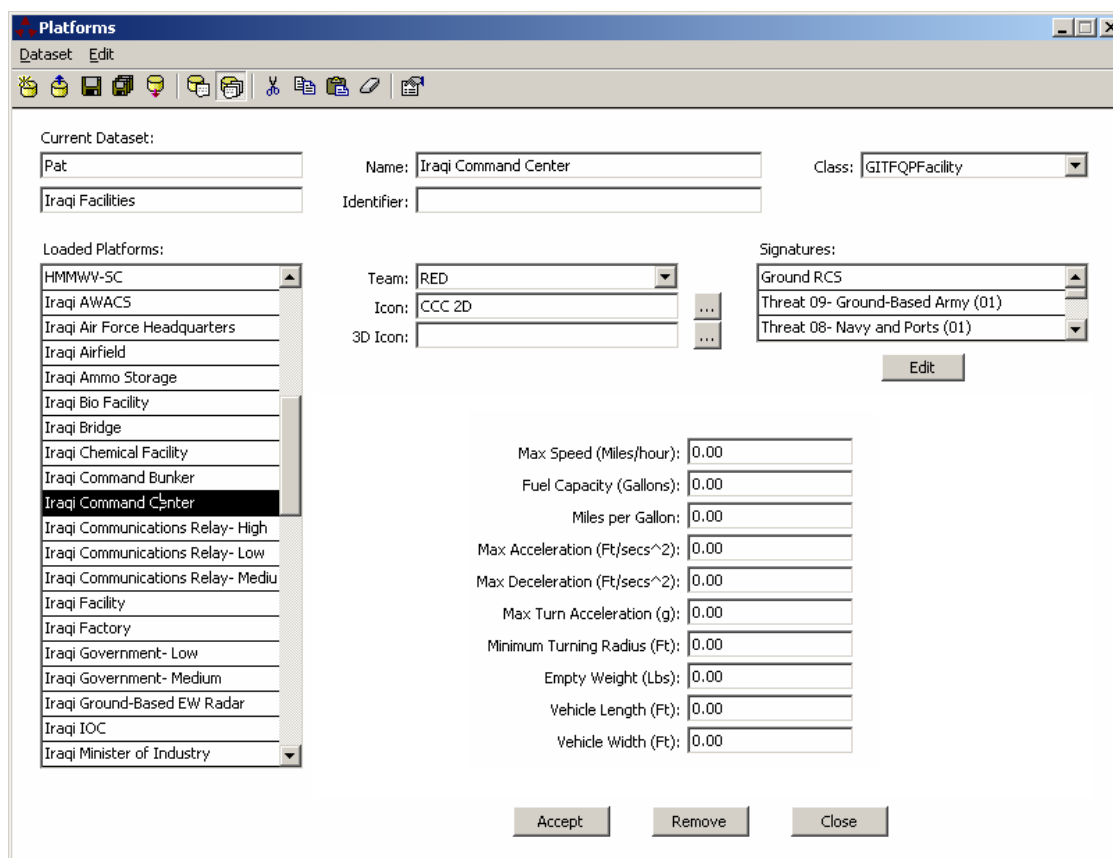 Platforms
Dataset Edit
Current Dataset:
Pat
Name: Iraqi Command Center
Class: GITFQPFacility
Iraqi Facilities
Identifier:
Loaded Platforms:
Signatures:
HMMWV-SC
Iraqi AWACS
Iraqi Air Force Headquarters
Iraqi Airfield
Iraqi Ammo Storage
Iraqi Bio Facility
Iraqi Bridge
Iraqi Chemical Facility
Iraqi Command Bunker
Iraqi Command Center
Iraqi Communications Relay- High
Iraqi Communications Relay- Low
Iraqi Communications Relay- Mediu
Iraqi Facility
Iraqi Factory
Iraqi Government- Low
Iraqi Government- Medium
Iraqi Ground-Based EW Radar
Iraqi IOC
Iraqi Minister of Industry
Team: RED
Icon: CCC 2D ...
3D Icon: ...
Ground RCS
Threat 09- Ground-Based Army (01)
Threat 08- Navy and Ports (01)
Edit
Max Speed (Miles/hour): 0.00
Fuel Capacity (Gallons): 0.00
Miles per Gallon: 0.00
Max Acceleration (Ft/secs^2): 0.00
Max Deceleration (Ft/secs^2): 0.00
Max Turn Acceleration (g): 0.00
Minimum Turning Radius (Ft): 0.00
Empty Weight (Lbs): 0.00
Vehicle Length (Ft): 0.00
Vehicle Width (Ft): 0.00
Accept Remove Close